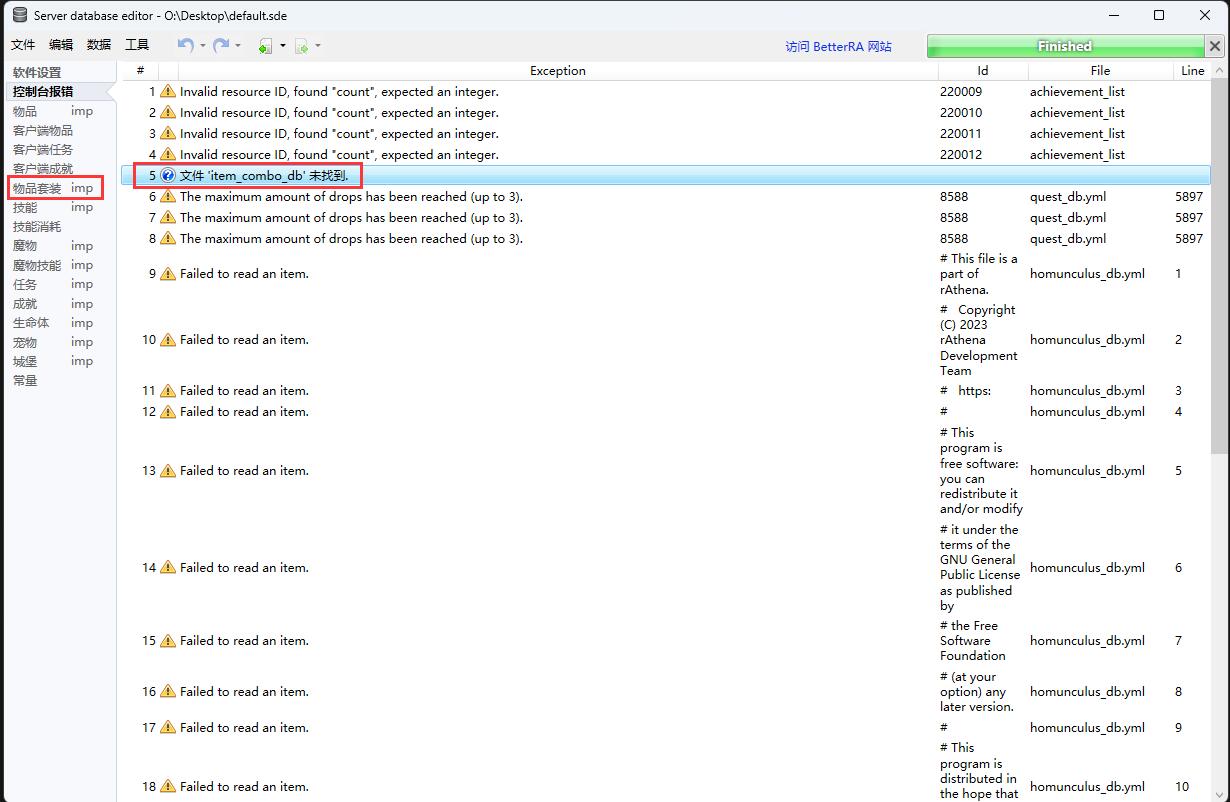 Server database editor - O:\Desktop\default.sde
文件 编辑 数据 工具 访问 BetterRA 网站 Finished
软件设置
控制台报错
物品 imp
客户端物品
客户端任务
客户端成就
物品套装 imp
技能 imp
技能消耗
魔物 imp
魔物技能 imp
任务 imp
成就 imp
生命体 imp
宠物 imp
城堡 imp
常量
# Exception Id File Line
1 Invalid resource ID, found "count", expected an integer. 220009 achievement_list
2 Invalid resource ID, found "count", expected an integer. 220010 achievement_list
3 Invalid resource ID, found "count", expected an integer. 220011 achievement_list
4 Invalid resource ID, found "count", expected an integer. 220012 achievement_list
5 文件 'item_combo_db' 未找到.
6 The maximum amount of drops has been reached (up to 3). 8588 quest_db.yml 5897
7 The maximum amount of drops has been reached (up to 3). 8588 quest_db.yml 5897
8 The maximum amount of drops has been reached (up to 3). 8588 quest_db.yml 5897
9 Failed to read an item.
# This file is a
part of
rAthena.
homunculus_db.yml 1
10 Failed to read an item.
# Copyright
(C) 2023
rAthena
Development
Team
homunculus_db.yml 2
11 Failed to read an item. # https: homunculus_db.yml 3
12 Failed to read an item. # homunculus_db.yml 4
13 Failed to read an item.
# This
program is
free software:
you can
redistribute it
and/or modify
homunculus_db.yml 5
14 Failed to read an item.
# it under the
terms of the
GNU General
Public License
as published
by
homunculus_db.yml 6
15 Failed to read an item.
# the Free
Software
Foundation
homunculus_db.yml 7
16 Failed to read an item.
# (at your
option) any
later version.
homunculus_db.yml 8
17 Failed to read an item. # homunculus_db.yml 9
18 Failed to read an item.
# This
program is
distributed in
the hope that
homunculus_db.yml 10